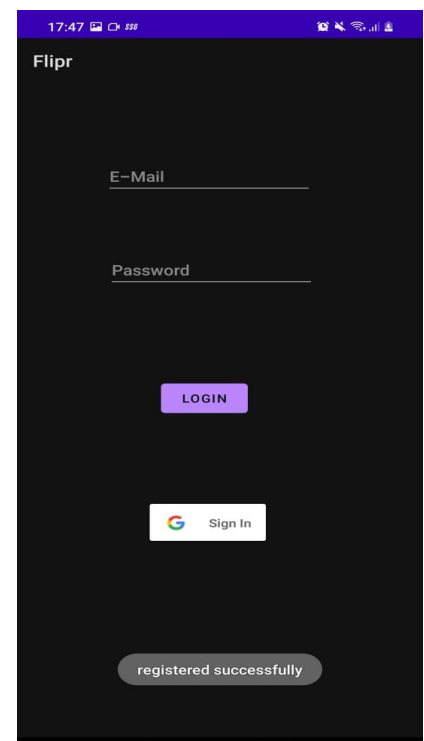 17:47
Flipr
E-Mail
Password
LOGIN
G Sign In
registered successfully